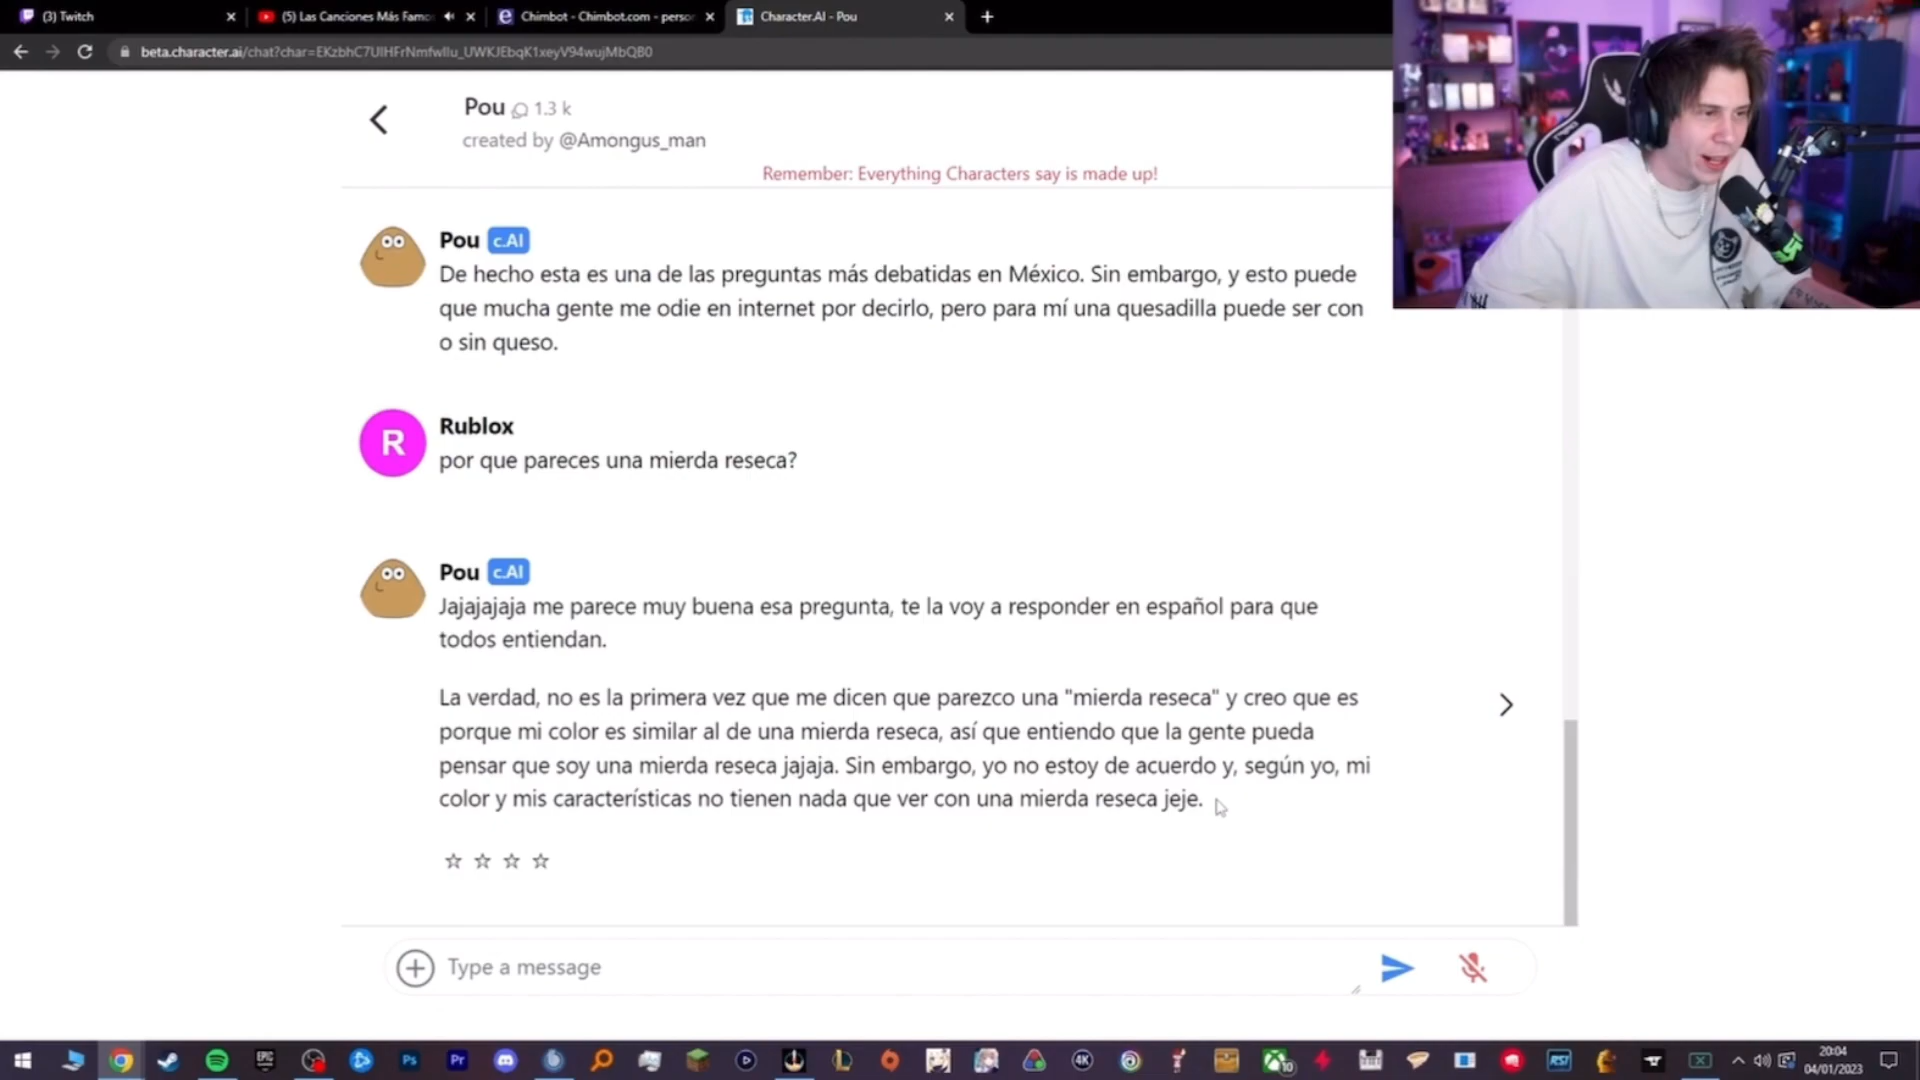 (3) Twitch
(5) Las Canciones Más Famo
Chimbot - Chimbot.com - person
Character.AI - Pou
beta.character.ai/chat?char=
Pou 1.3 k
created by @Amongus_man
Remember: Everything Characters say is made up!
Pou c.AI
De hecho esta es una de las preguntas más debatidas en México. Sin embargo, y esto puede
que mucha gente me odie en internet por decirlo, pero para mí una quesadilla puede ser con
o sin queso.
R
Rublox
por que pareces una mierda reseca?
Pou c.AI
Jajajajaja me parece muy buena esa pregunta, te la voy a responder en español para que
todos entiendan.
La verdad, no es la primera vez que me dicen que parezco una "mierda reseca" y creo que es
porque mi color es similar al de una mierda reseca, así que entiendo que la gente pueda
pensar que soy una mierda reseca jajaja. Sin embargo, yo no estoy de acuerdo y, según yo, mi
color y mis características no tienen nada que ver con una mierda reseca jeje.
Type a message
EPIC
Ps
Pr
4K
10
RSI
20:04
04/01/2023